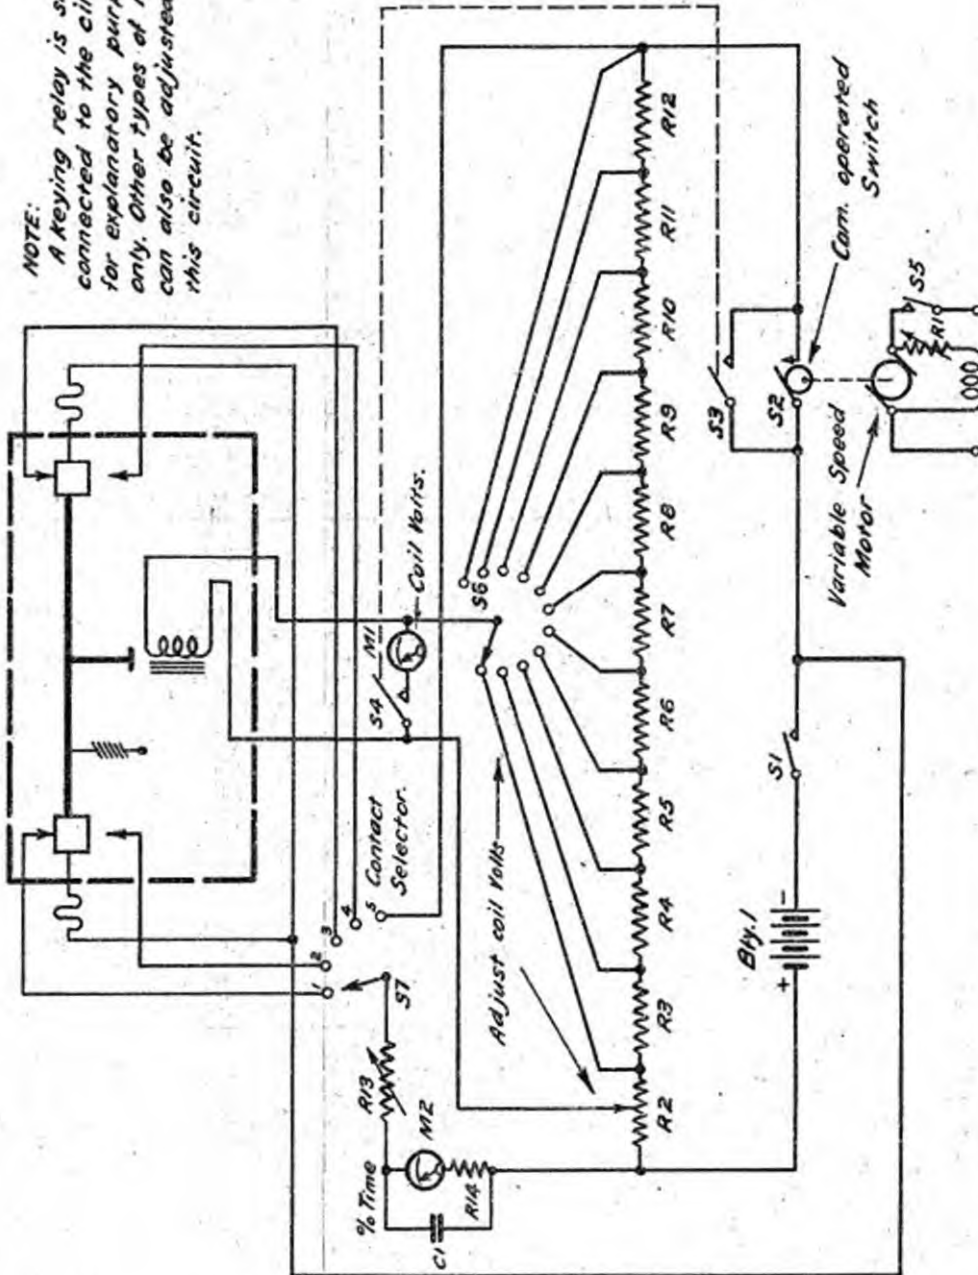 NOTE:
A keying relay is
connected to the
for explanatory
only. Other types of
can also be adjusted
this circuit.
1
2
3
4
5 Contact
Selector.
S7
% Time
R13
M2
C1
R14
S4
M1
Coil Volts.
Adjust coil volts
S6
R2
R3
R4
R5
R6
R7
R8
R9
R10
R11
R12
Bty.1
+
-
S1
S3
S2
Cam. operated
Switch
Variable Speed
Motor
R1
S5